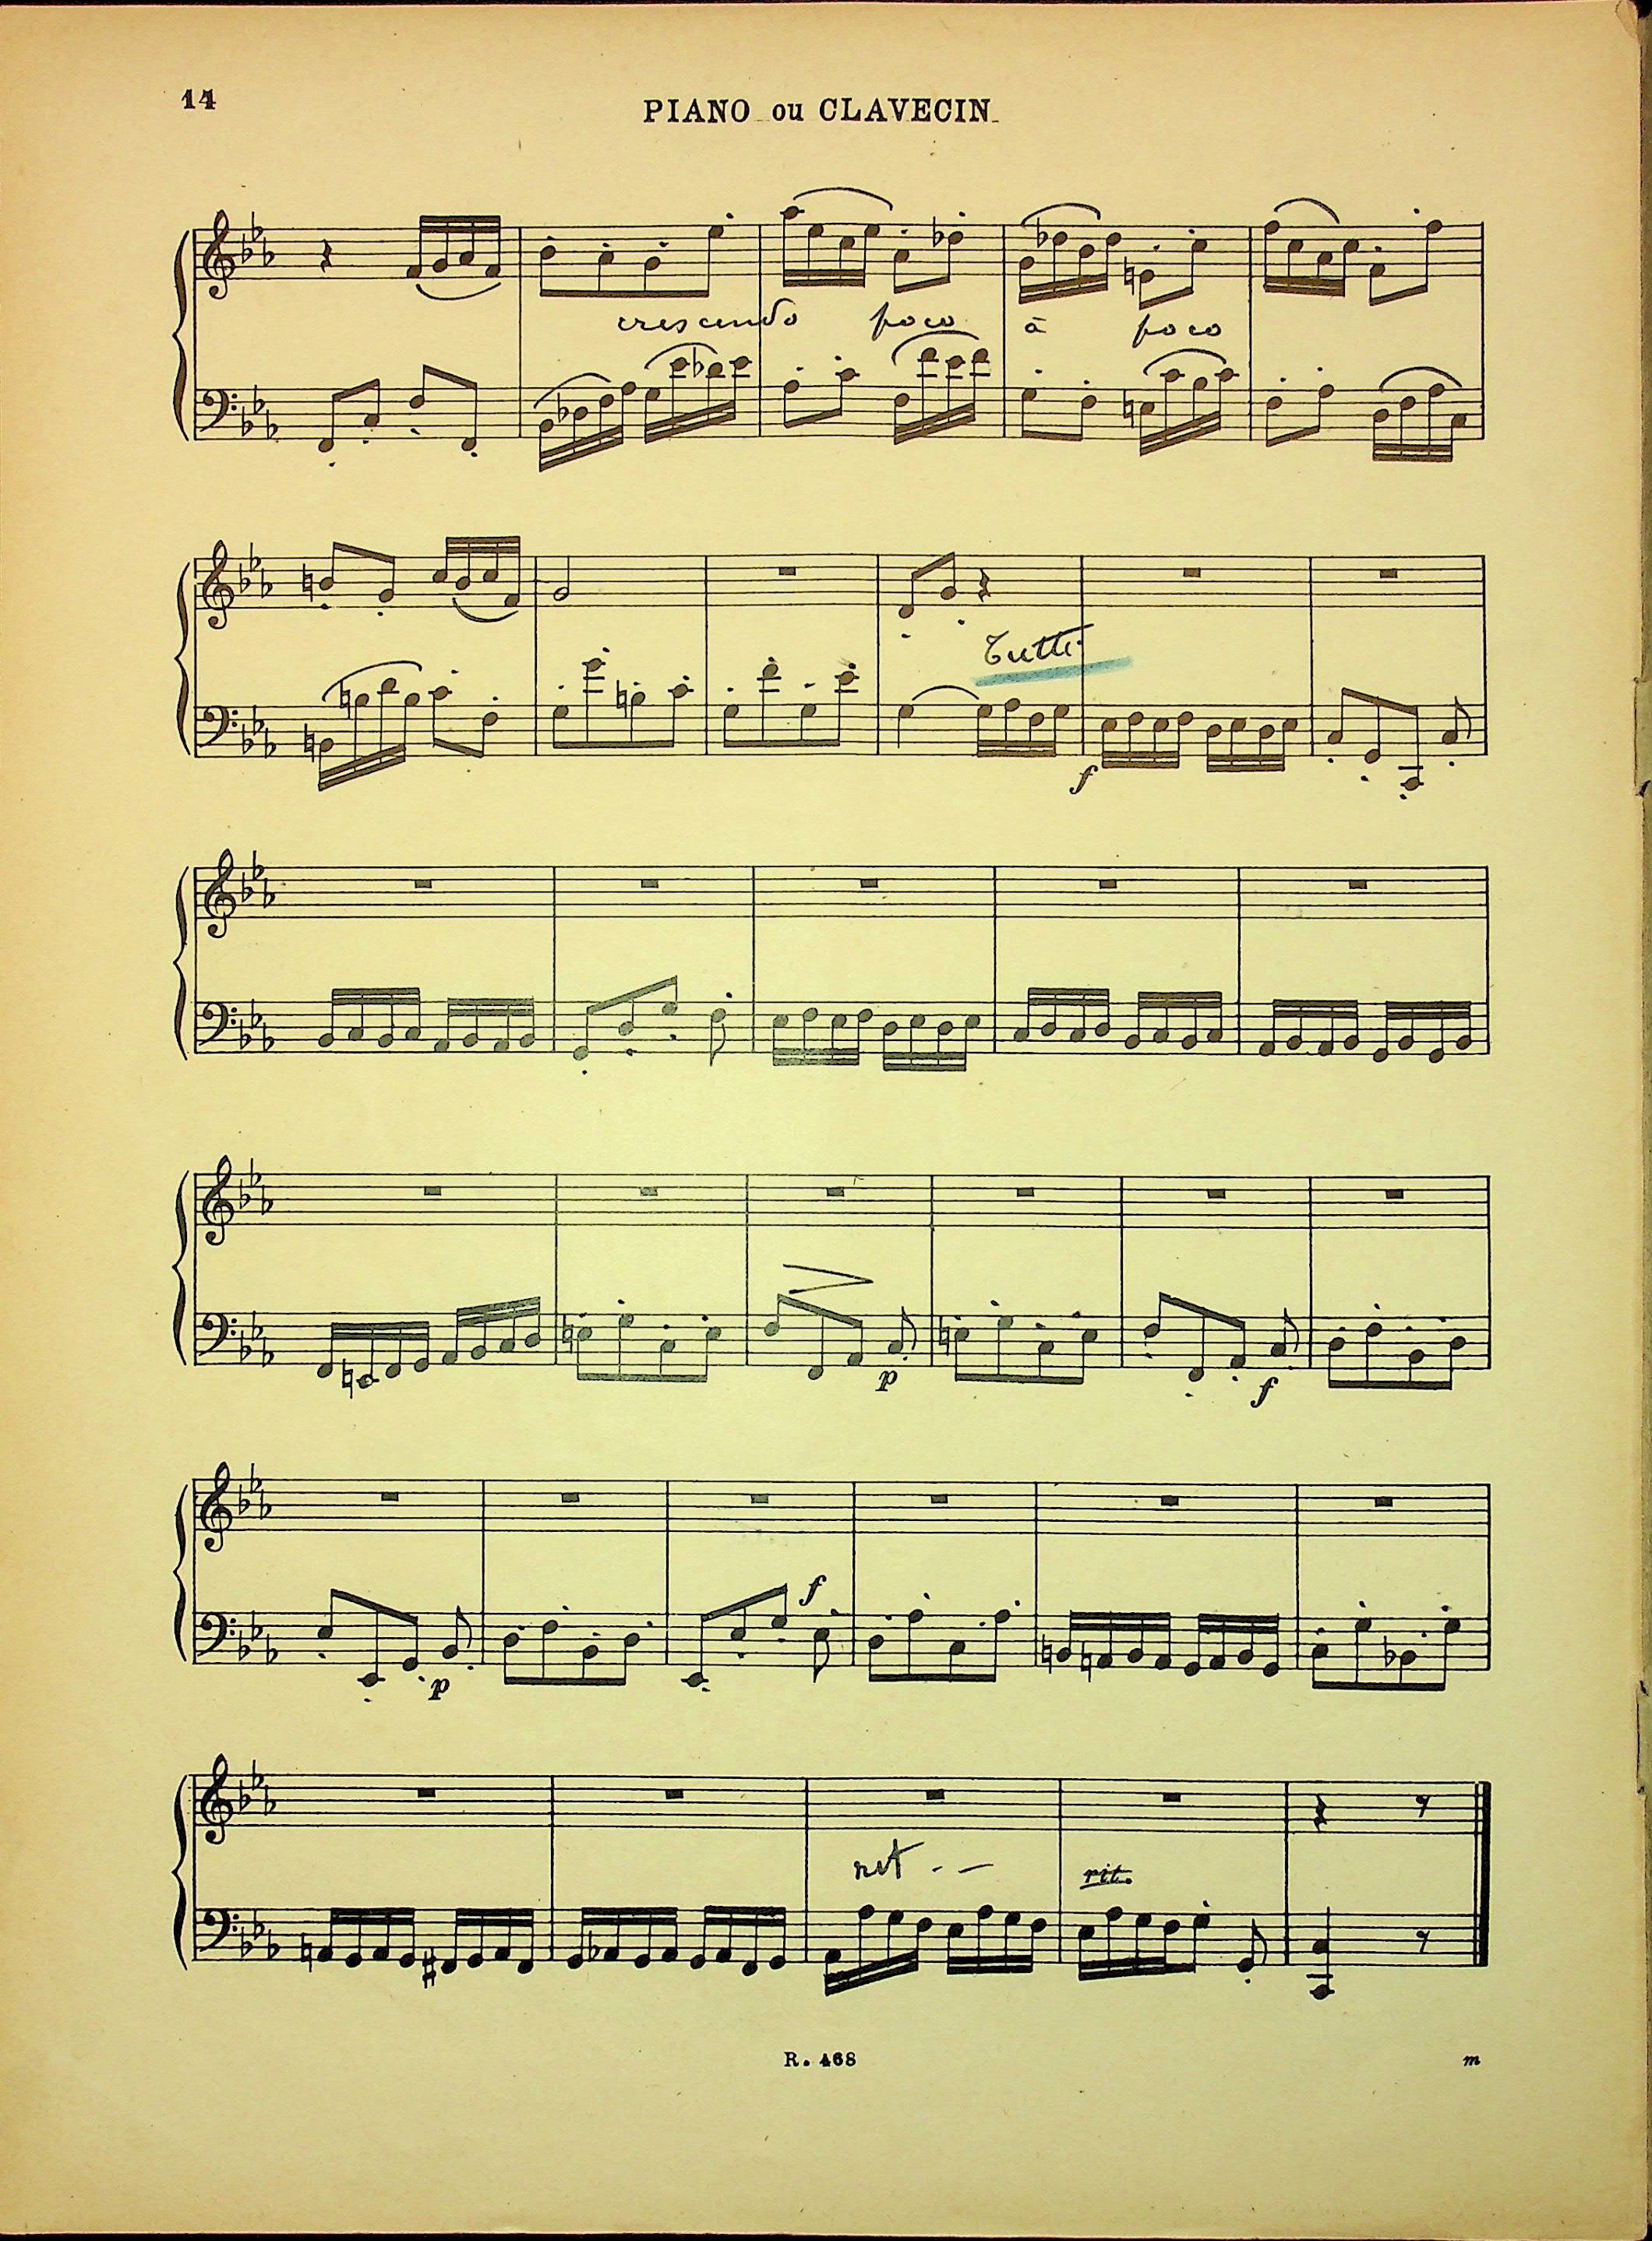 14
PIANO ou CLAVECIN
crescendo poco à poco
Tutti
f
p
f
f
p
rit - -
rit.
R. 468
m